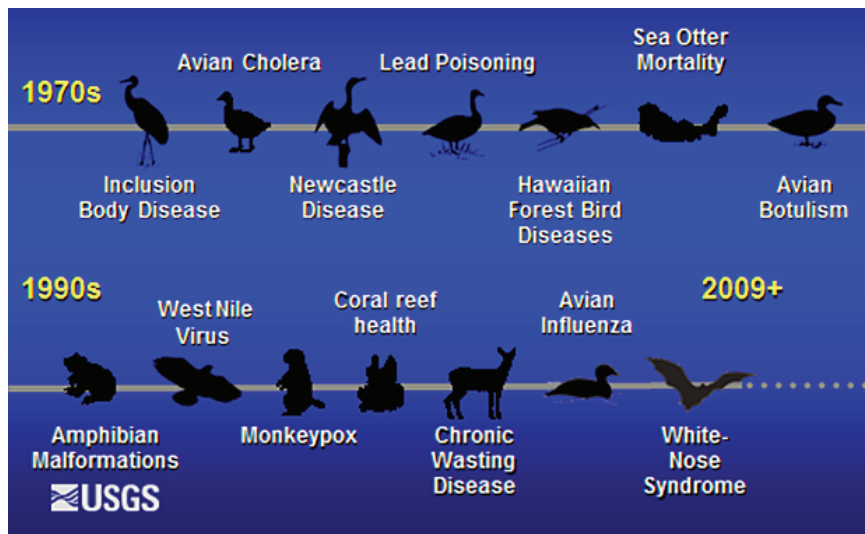 Sea Otter
Mortality
Avian Cholera
Lead Poisoning
1970s
Inclusion
Body Disease
Newcastle
Disease
Hawaiian
Forest Bird
Diseases
Avian
Botulism
1990s
2009+
West Nile
Virus
Coral reef
health
Avian
Influenza
Amphibian
Malformations
Monkeypox
Chronic
Wasting
Disease
White-
Nose
Syndrome
USGS